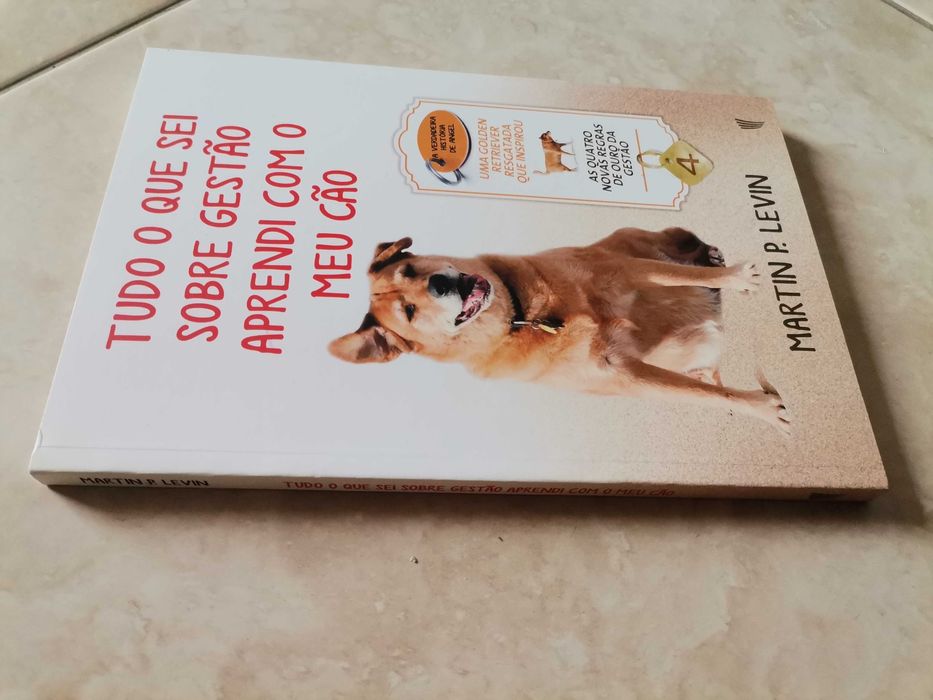 TUDO O QUE SEI
SOBRE GESTÃO
APRENDI COM O
MEU CÃO
A VERDADEIRA
HISTÓRIA
DE ANGEL
UMA GOLDEN
RETRIEVER
RESGATADA
QUE INSPIROU
AS QUATRO
NOVAS REGRAS
DE OURO DA
GESTÃO
4
MARTIN P. LEVIN
MARTIN P. LEVIN
TUDO O QUE SEI SOBRE GESTÃO APRENDI COM O MEU CÃO